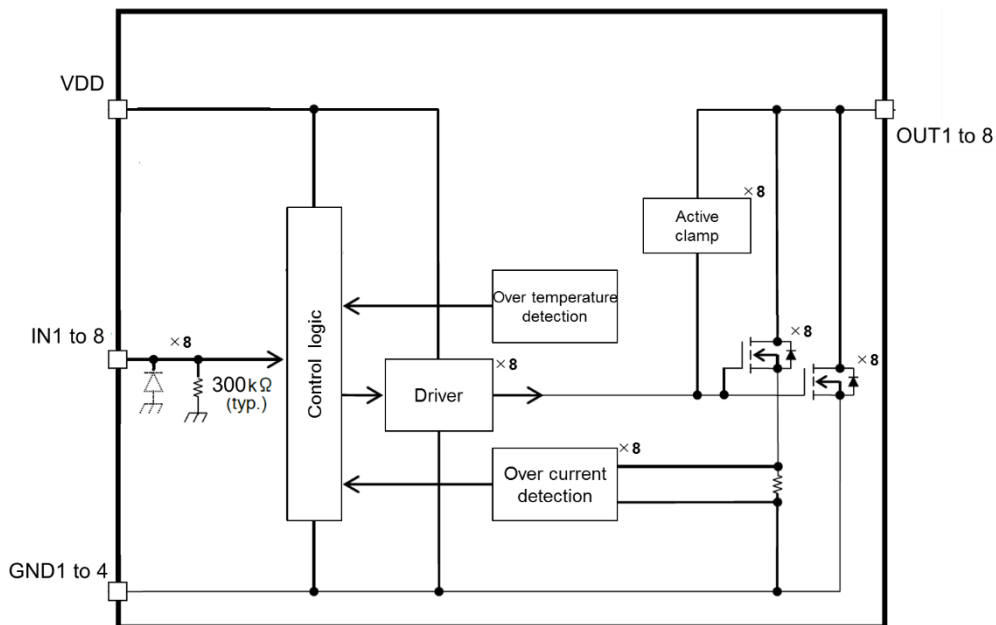 VDD
OUT1 to 8
× 8
Active
clamp
Over temperature
detection
IN1 to 8
× 8
300kΩ
(typ.)
Control logic
× 8
Driver
× 8
× 8
× 8
Over current
detection
GND1 to 4